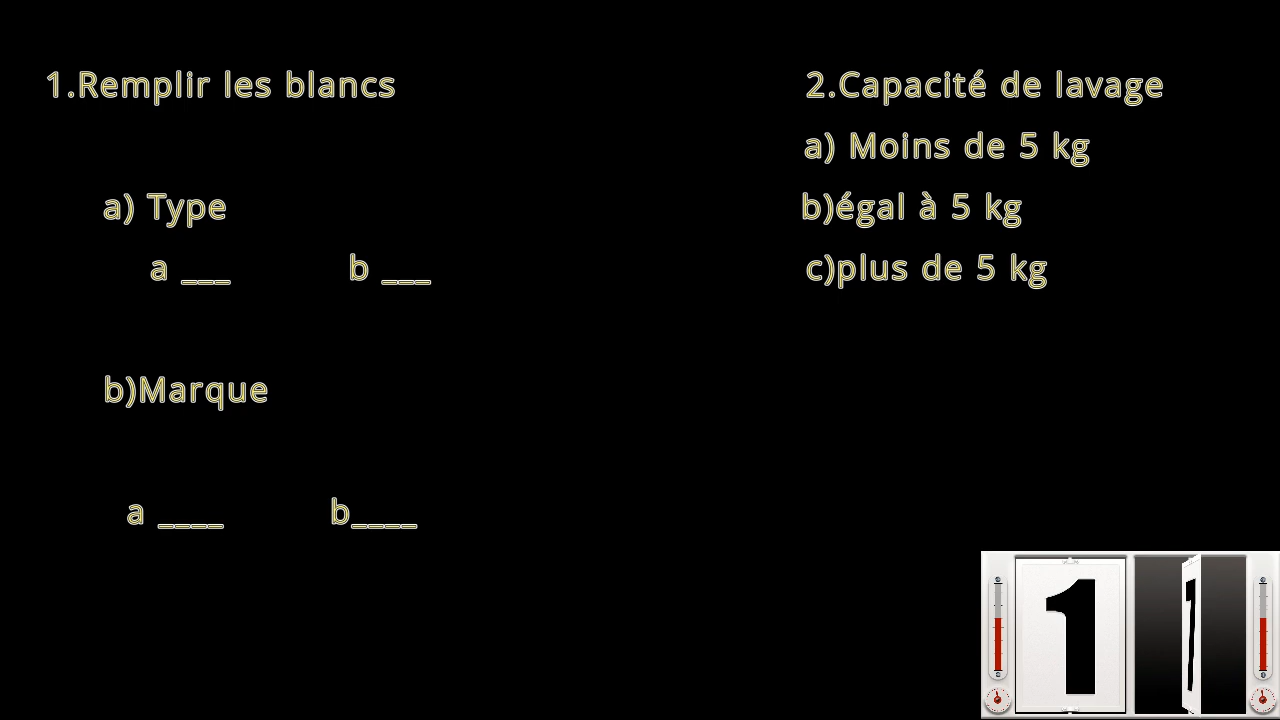 1.Remplir les blancs
a) Type
a ___ b ___
b)Marque
a ____ b____
2.Capacité de lavage
a) Moins de 5 kg
b)égal à 5 kg
c)plus de 5 kg
1 1